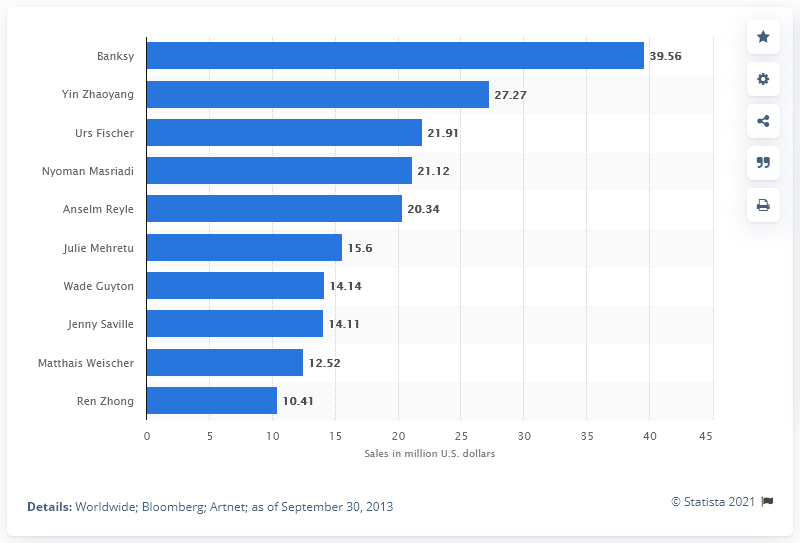 Banksy 39.56
Yin Zhaoyang 27.27
Urs Fischer 21.91
Nyoman Masriadi 21.12
Anselm Reyle 20.34
Julie Mehretu 15.6
Wade Guyton 14.14
Jenny Saville 14.11
Matthais Weischer 12.52
Ren Zhong 10.41
0 5 10 15 20 25 30 35 40 45
Sales in million U.S. dollars
© Statista 2021
Details: Worldwide; Bloomberg; Artnet; as of September 30, 2013